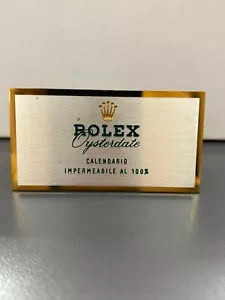 ROLEX
Oysterdate
CALENDARIO
IMPERMEABILE AL 100%